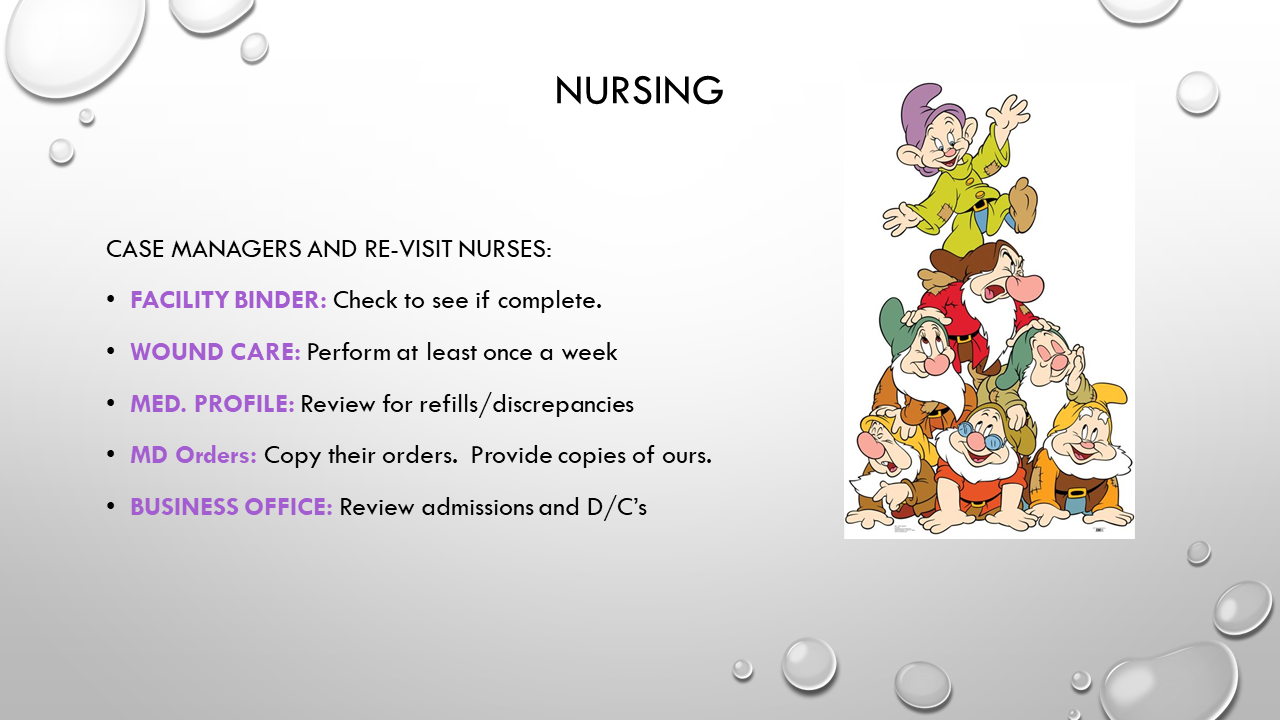 NURSING
CASE MANAGERS AND RE-VISIT NURSES:
• FACILITY BINDER: Check to see if complete.
• WOUND CARE: Perform at least once a week
• MED. PROFILE: Review for refills/discrepancies
• MD Orders: Copy their orders.  Provide copies of ours.
• BUSINESS OFFICE: Review admissions and D/C’s